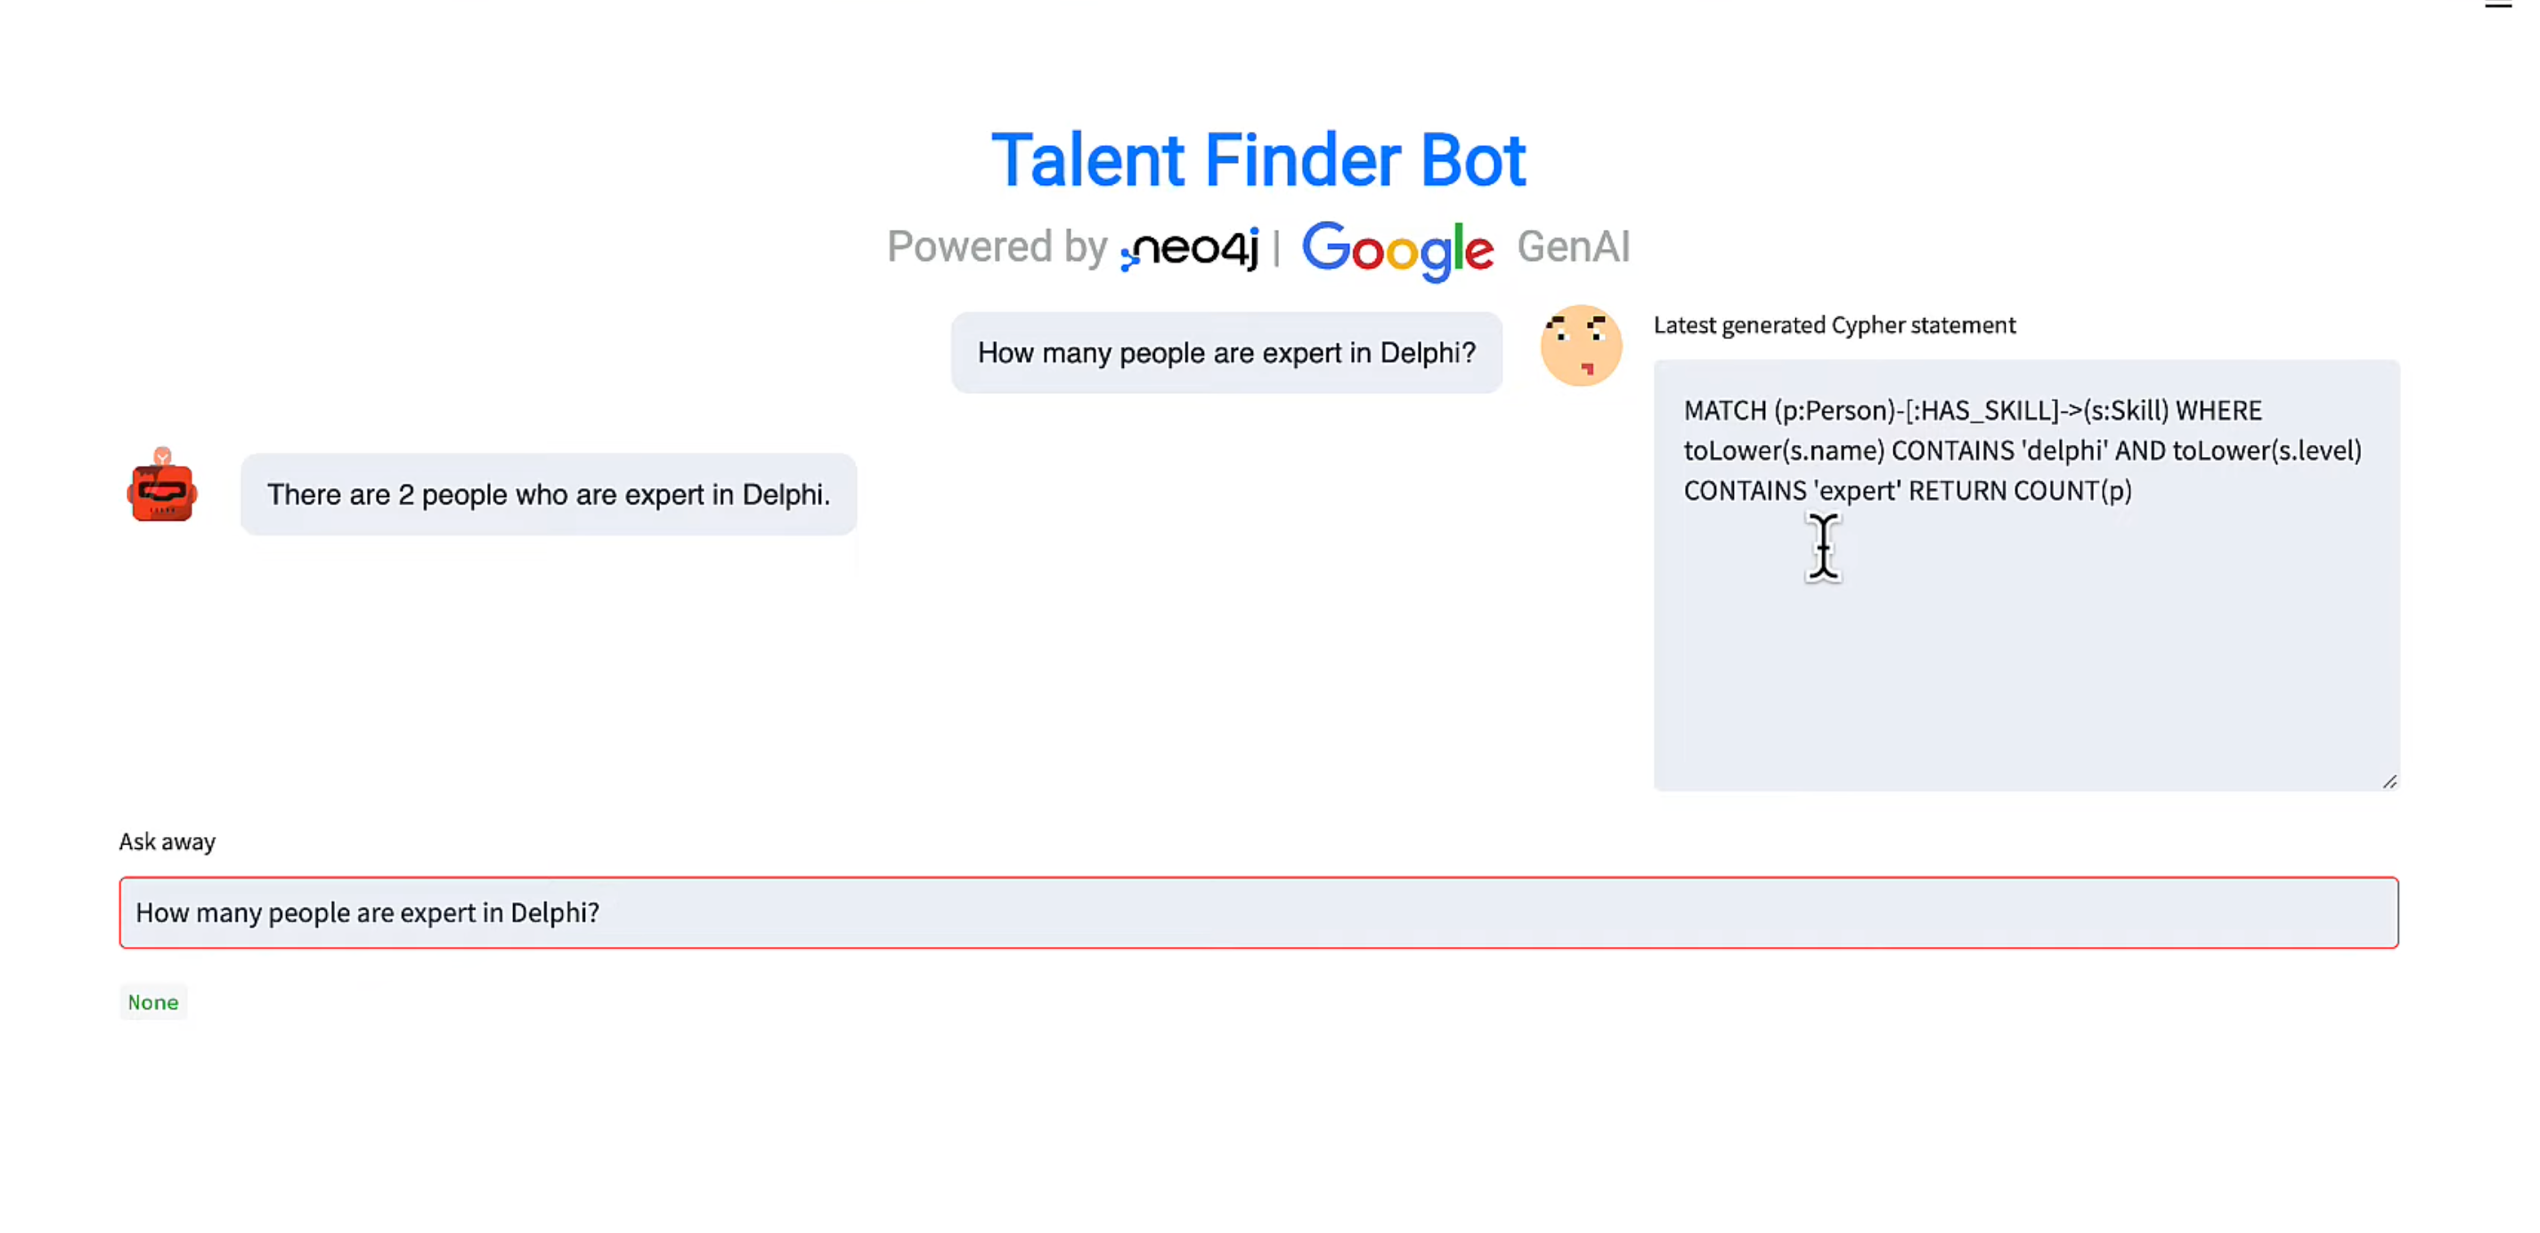 Talent Finder Bot
Powered by neo4j | Google GenAI
How many people are expert in Delphi?
There are 2 people who are expert in Delphi.
Latest generated Cypher statement
MATCH (p:Person)-[:HAS_SKILL]->(s:Skill) WHERE
toLower(s.name) CONTAINS 'delphi' AND toLower(s.level)
CONTAINS 'expert' RETURN COUNT(p)
Ask away
How many people are expert in Delphi?
None